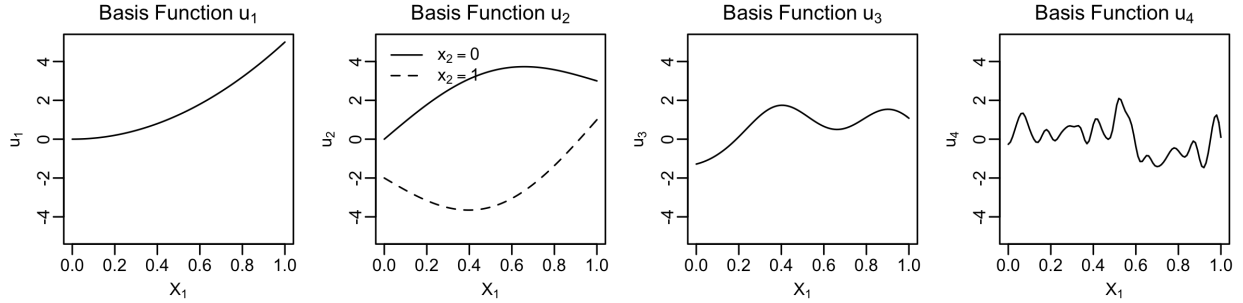 Basis Function u₁
u₁
4
2
0
-2
-4
0.0 0.2 0.4 0.6 0.8 1.0
X₁
Basis Function u₂
x₂ = 0
x₂ = 1
u₂
4
2
0
-2
-4
0.0 0.2 0.4 0.6 0.8 1.0
X₁
Basis Function u₃
u₃
4
2
0
-2
-4
0.0 0.2 0.4 0.6 0.8 1.0
X₁
Basis Function u₄
u₄
4
2
0
-2
-4
0.0 0.2 0.4 0.6 0.8 1.0
X₁